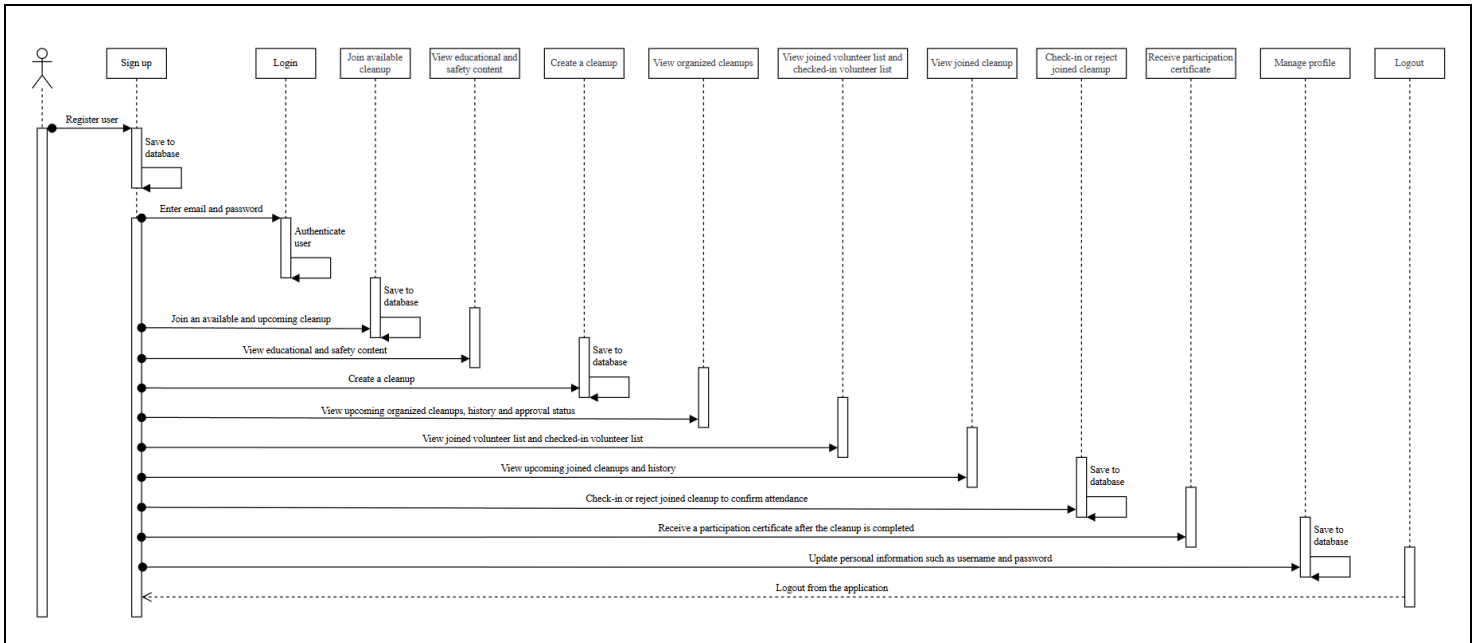 Sign up
Login
Join available
cleanup
View educational and
safety content
Create a cleanup
View organized cleanups
View joined volunteer list and
checked-in volunteer list
View joined cleanup
Check-in or reject
joined cleanup
Receive participation
certificate
Manage profile
Logout
Register user
Save to
database
Enter email and password
Authenticate
user
Save to
database
Join an available and upcoming cleanup
View educational and safety content
Save to
database
Create a cleanup
View upcoming organized cleanups, history and approval status
View joined volunteer list and checked-in volunteer list
View upcoming joined cleanups and history
Save to
database
Check-in or reject joined cleanup to confirm attendance
Receive a participation certificate after the cleanup is completed
Save to
database
Update personal information such as username and password
Logout from the application